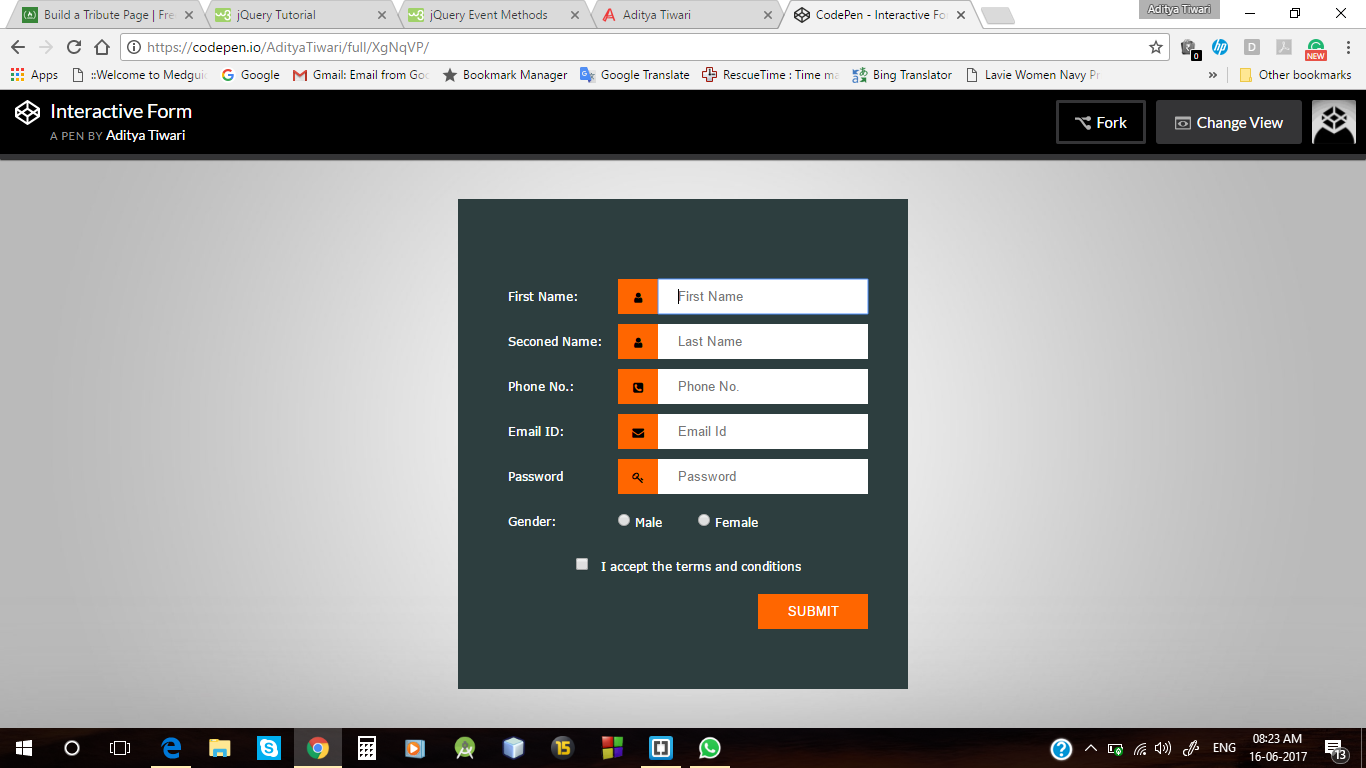 Build a Tribute Page | Fre
jQuery Tutorial
jQuery Event Methods
Aditya Tiwari
CodePen - Interactive Fo
Aditya Tiwari
https://codepen.io/AdityaTiwari/full/XgNqVP/
0
NEW
Apps
::Welcome to Medgui
Google
Gmail: Email from Goo
Bookmark Manager
Google Translate
RescueTime : Time ma
Bing Translator
Lavie Women Navy Pr
»
Other bookmarks
Interactive Form
A PEN BY Aditya Tiwari
Fork
Change View
First Name:
First Name
Seconed Name:
Last Name
Phone No.:
Phone No.
Email ID:
Email Id
Password
Password
Gender:
Male
Female
I accept the terms and conditions
SUBMIT
15
ENG
08:23 AM
16-06-2017
13